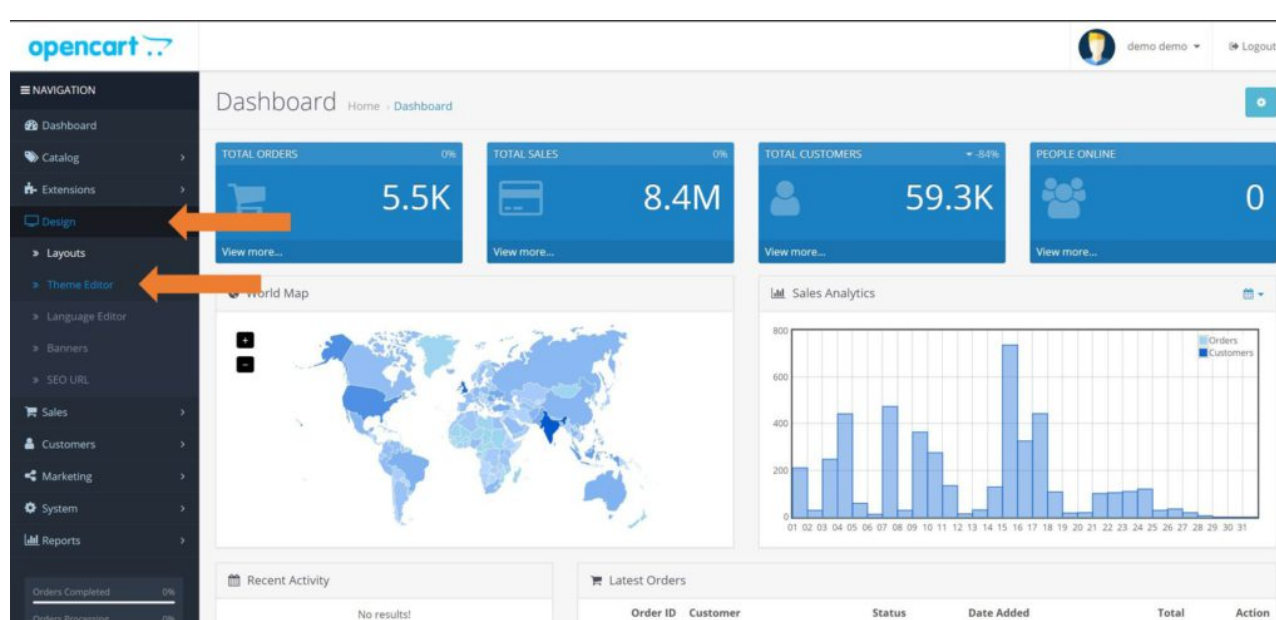 opencart
demo demo
Logout
NAVIGATION
Dashboard
Catalog
Extensions
Design
Layouts
Theme Editor
Language Editor
Banners
SEO URL
Sales
Customers
Marketing
System
Reports
Orders Completed 0%
Orders Processing 0%
Dashboard Home › Dashboard
TOTAL ORDERS 0%
5.5K
View more...
TOTAL SALES 0%
8.4M
View more...
TOTAL CUSTOMERS -84%
59.3K
View more...
PEOPLE ONLINE
0
View more...
World Map
+
-
Sales Analytics
Orders
Customers
800
600
400
200
0
01 02 03 04 05 06 07 08 09 10 11 12 13 14 15 16 17 18 19 20 21 22 23 24 25 26 27 28 29 30 31
Recent Activity
No results!
Latest Orders
Order ID Customer Status Date Added Total Action